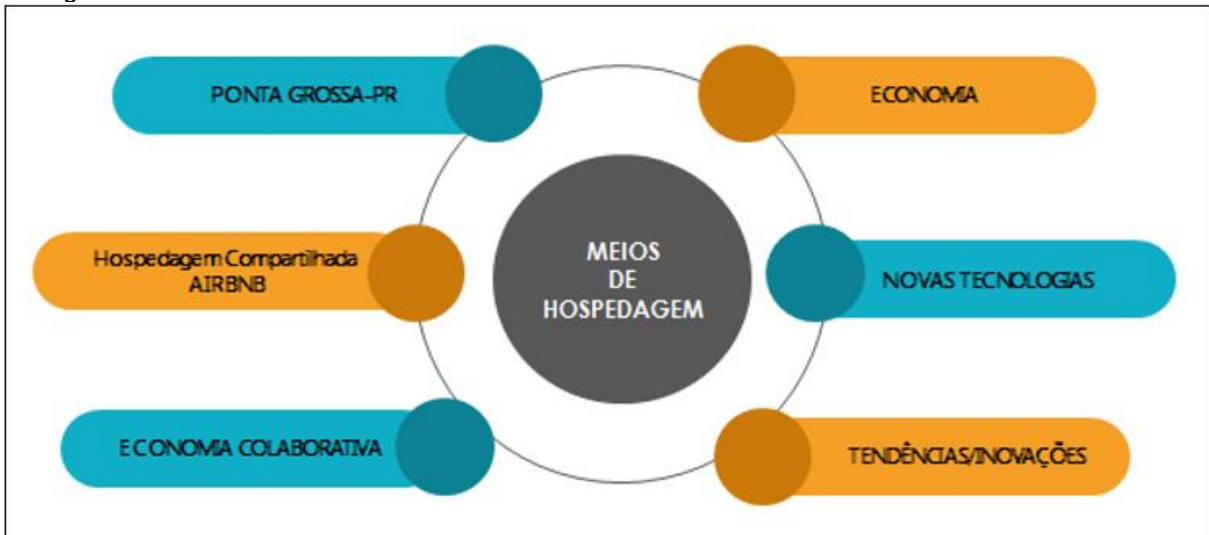 PONTA GROSSA-PR
ECONOMIA
Hospedagem Compartilhada
AIRBNB
MEIOS
DE
HOSPEDAGEM
NOVAS TECNOLOGIAS
ECONOMIA COLABORATIVA
TENDÊNCIAS/INOVAÇÕES